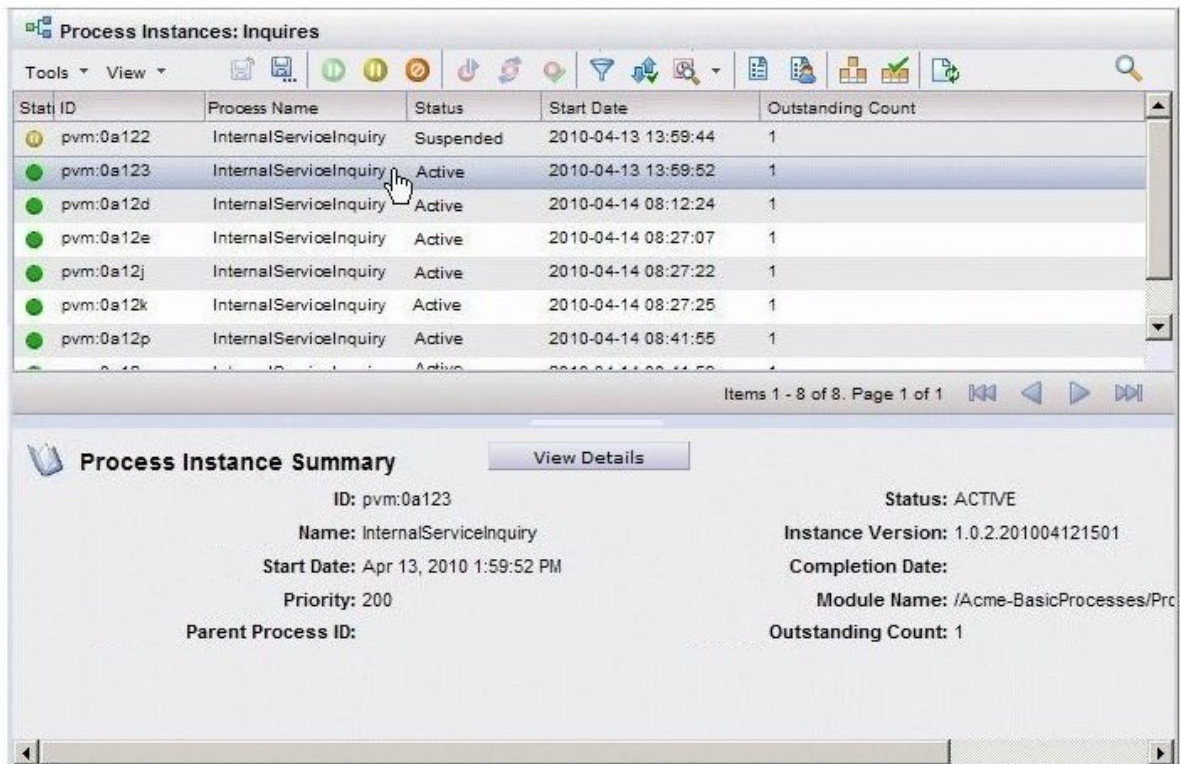 Process Instances: Inquires
Tools View
Stati ID Process Name Status Start Date Outstanding Count
pvm:0a122 InternalServiceInquiry Suspended 2010-04-13 13:59:44 1
pvm:0a123 InternalServiceInquiry Active 2010-04-13 13:59:52 1
pvm:0a12d InternalServiceInquiry Active 2010-04-14 08:12:24 1
pvm:0a12e InternalServiceInquiry Active 2010-04-14 08:27:07 1
pvm:0a12j InternalServiceInquiry Active 2010-04-14 08:27:22 1
pvm:0a12k InternalServiceInquiry Active 2010-04-14 08:27:25 1
pvm:0a12p InternalServiceInquiry Active 2010-04-14 08:41:55 1
Active
Items 1 - 8 of 8. Page 1 of 1
Process Instance Summary View Details
ID: pvm:0a123 Status: ACTIVE
Name: InternalServiceInquiry Instance Version: 1.0.2.201004121501
Start Date: Apr 13, 2010 1:59:52 PM Completion Date:
Priority: 200 Module Name: /Acme-BasicProcesses/Prc
Parent Process ID: Outstanding Count: 1